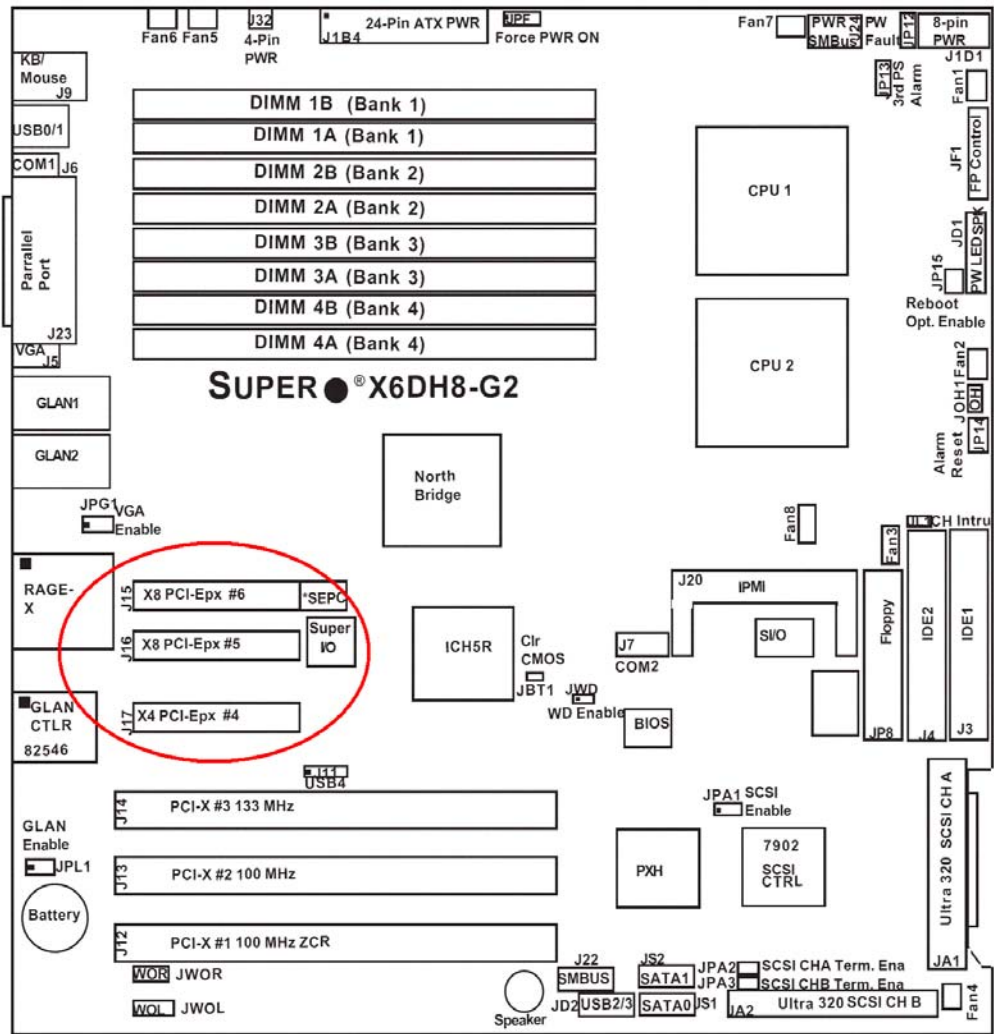 Fan6 Fan5
J32
4-Pin
PWR
24-Pin ATX PWR
J1B4
JPF
Force PWR ON
Fan7
PWR
SMBus
J24
PW
Fault
JP12
8-pin
PWR
J1D1
JP13
3rd PS
Alarm
Fan1
KB/
Mouse
J9
USB0/1
COM1
J6
Parrallel
Port
J23
VGA
J5
GLAN1
GLAN2
DIMM 1B (Bank 1)
DIMM 1A (Bank 1)
DIMM 2B (Bank 2)
DIMM 2A (Bank 2)
DIMM 3B (Bank 3)
DIMM 3A (Bank 3)
DIMM 4B (Bank 4)
DIMM 4A (Bank 4)
SUPER ● ® X6DH8-G2
CPU 1
CPU 2
JF1
FP Control
JD1
PW LED SPK
JP15
Reboot
Opt. Enable
Fan2
JOH1
OH
JP14
Alarm
Reset
North
Bridge
JPG1
VGA
Enable
Fan8
Fan3
JL1
CH Intru
RAGE-
X
J15
X8 PCI-Epx #6
*SEPC
J16
X8 PCI-Epx #5
Super
I/O
J17
X4 PCI-Epx #4
GLAN
CTLR
82546
ICH5R
Clr
CMOS
JBT1
JWD
WD Enable
J7
COM2
J20
IPMI
SI/O
BIOS
Floppy
JP8
IDE2
J4
IDE1
J3
J11
USB4
J14
PCI-X #3 133 MHz
J13
PCI-X #2 100 MHz
J12
PCI-X #1 100 MHz ZCR
GLAN
Enable
JPL1
Battery
JPA1
SCSI
Enable
PXH
7902
SCSI
CTRL
Ultra 320 SCSI CH A
JA1
WOR JWOR
WOL JWOL
Speaker
J22
SMBUS
JD2
USB2/3
JS2
SATA1
SATA0
JS1
JPA2
SCSI CHA Term. Ena
JPA3
SCSI CHB Term. Ena
JA2
Ultra 320 SCSI CH B
Fan4